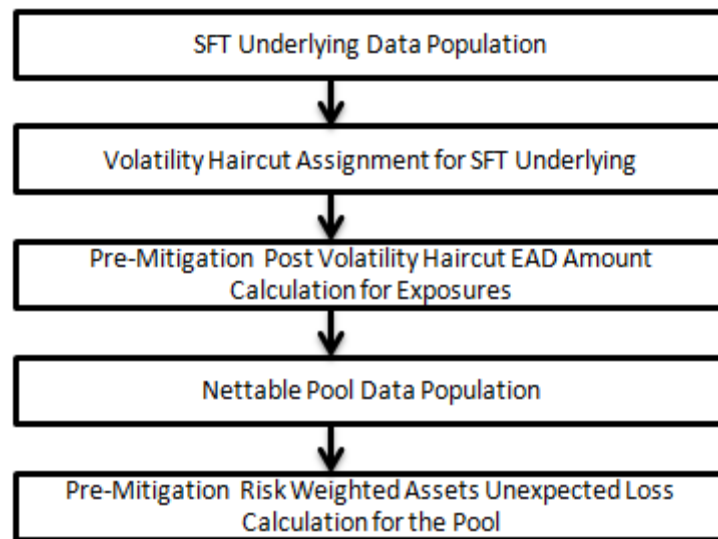 SFT Underlying Data Population
Volatility Haircut Assignment for SFT Underlying
Pre-Mitigation Post Volatility Haircut EAD Amount
Calculation for Exposures
Nettable Pool Data Population
Pre-Mitigation Risk Weighted Assets Unexpected Loss
Calculation for the Pool